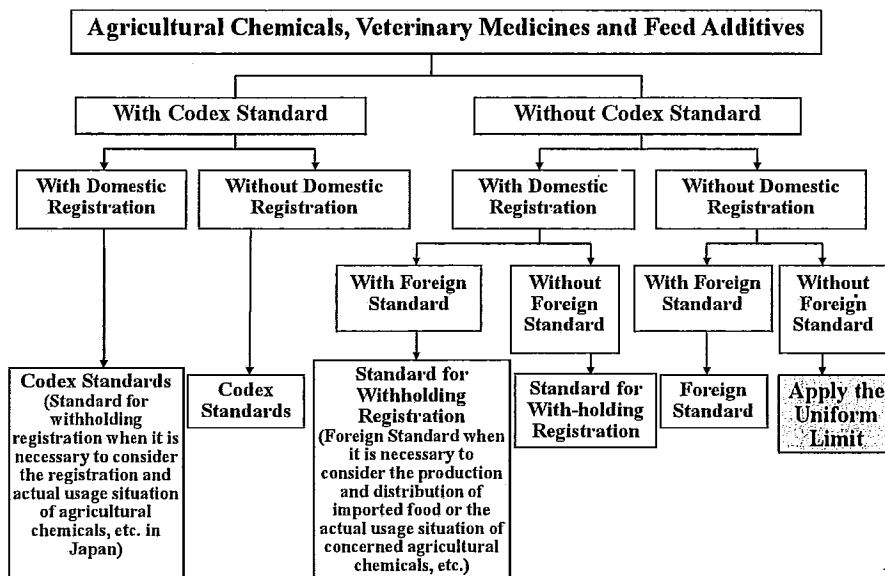 Agricultural Chemicals, Veterinary Medicines and Feed Additives
With Codex Standard
Without Codex Standard
With Domestic
Registration
Without Domestic
Registration
With Domestic
Registration
Without Domestic
Registration
With Foreign
Standard
Without
Foreign
Standard
With Foreign
Standard
Without
Foreign
Standard
Codex Standards
(Standard for
withholding
registration when it is
necessary to consider
the registration and
actual usage situation
of agricultural
chemicals, etc. in
Japan)
Codex
Standards
Standard for
Withholding
Registration
(Foreign Standard when
it is necessary to
consider the production
and distribution of
imported food or the
actual usage situation of
concerned agricultural
chemicals, etc.)
Standard for
With-holding
Registration
Foreign
Standard
Apply the
Uniform
Limit